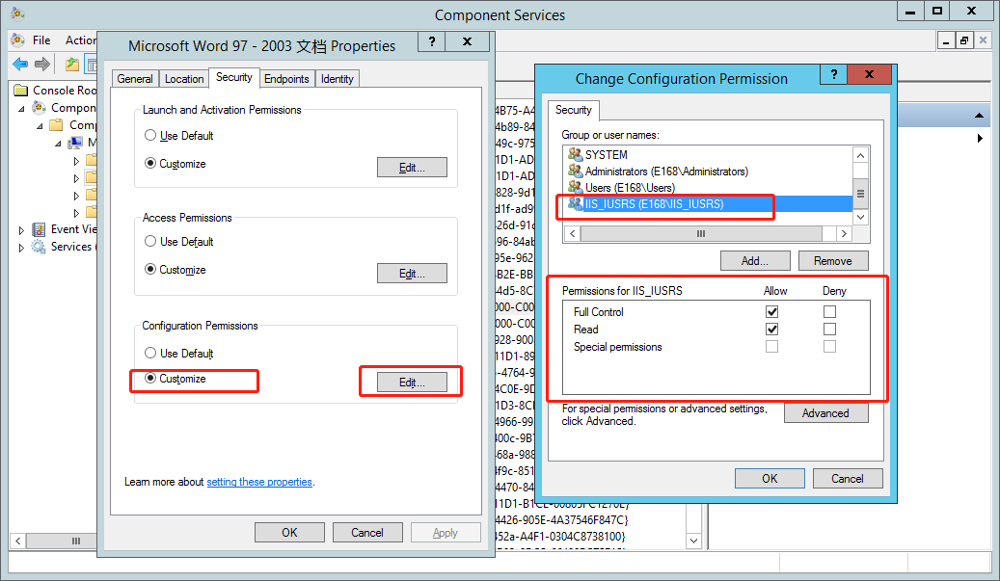 Component Services
File Action
Console Roo
Compon
Comp
M
Event Vie
Services (
Microsoft Word 97 - 2003 文档 Properties
?
General Location Security Endpoints Identity
Launch and Activation Permissions
Use Default
Customize
Edit...
Access Permissions
Use Default
Customize
Edit...
Configuration Permissions
Use Default
Customize
Edit...
Learn more about setting these properties.
OK Cancel Apply
4B75-A4
4b89-84
49c-975
1D1-AD
1D1-AD
828-9d1
d1f-ad9
426d-91c
496-84ab
95e-962
4B2E-BB
44d5-8C
000-C00
000-C00
928-900
11D1-89
-4764-9
4C0E-9D
1D3-8CE
4966-99
400c-9B7
468a-988
4f9c-851
4470-84
11D1-B1CE-00805FC1270E}
4426-905E-4A37546F847C}
452a-A4F1-0304C8738100}
Change Configuration Permission
?
Security
Group or user names:
SYSTEM
Administrators (E168\Administrators)
Users (E168\Users)
IIS_IUSRS (E168\IIS_IUSRS)
Add... Remove
Permissions for IIS_IUSRS Allow Deny
Full Control
Read
Special permissions
For special permissions or advanced settings,
click Advanced.
Advanced
OK Cancel